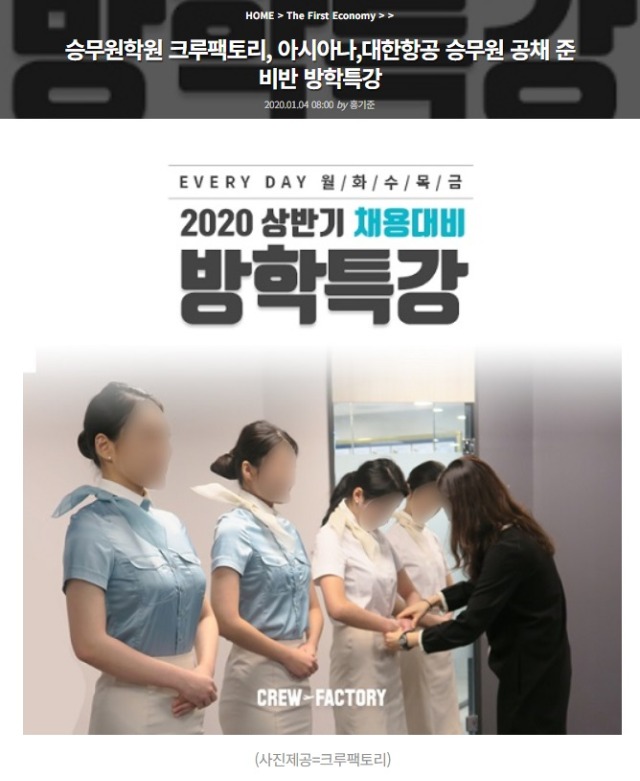 HOME > The First Economy > >
승무원학원 크루팩토리, 아시아나,대한항공 승무원 공채 준
비반 방학특강
2020.01.04 08:00 by 홍기준
EVERY DAY 월/화/수/목/금
2020 상반기 채용대비
방학특강
CREW FACTORY
(사진제공=크루팩토리)